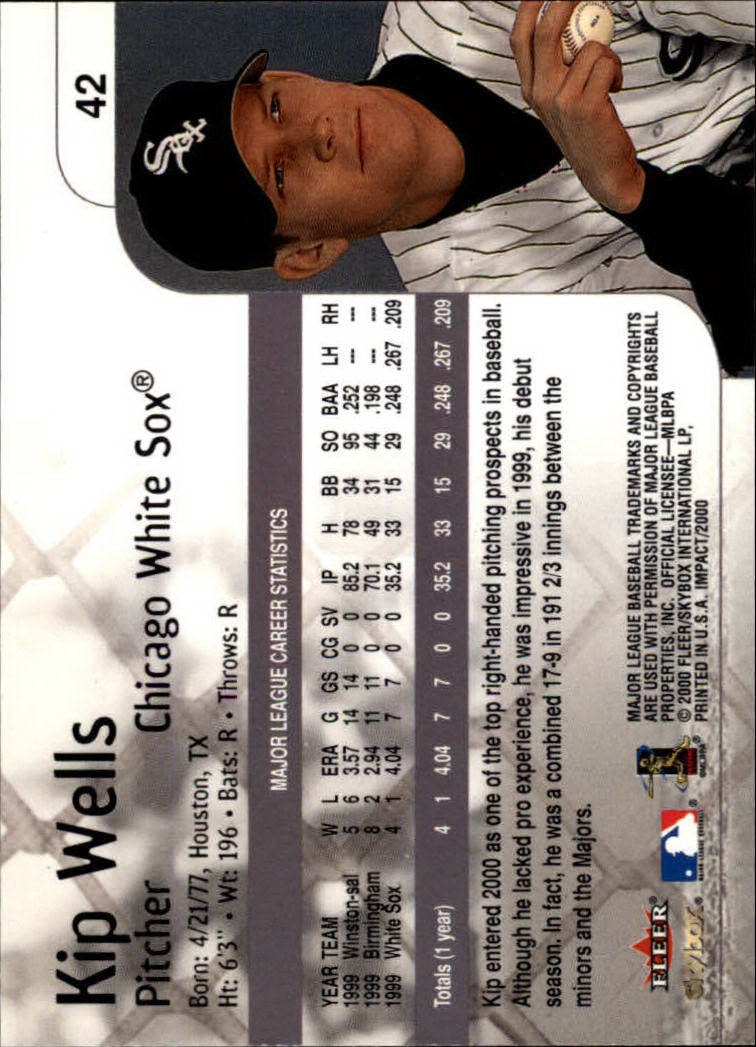 42
Kip Wells
Pitcher Chicago White Sox®
Born: 4/21/77, Houston, TX
Ht: 6'3" • Wt: 196 • Bats: R • Throws: R
MAJOR LEAGUE CAREER STATISTICS
YEAR TEAM W L ERA G GS CG SV IP H BB SO BAA LH RH
1999 Winston-sal 5 6 3.57 14 14 0 0 85.2 78 34 95 .252 --- ---
1999 Birmingham 8 2 2.94 11 11 0 0 70.1 49 31 44 .198 --- ---
1999 White Sox 4 1 4.04 7 7 0 0 35.2 33 15 29 .248 .267 .209
Totals (1 year) 4 1 4.04 7 7 0 0 35.2 33 15 29 .248 .267 .209
Kip entered 2000 as one of the top right-handed pitching prospects in baseball.
Although he lacked pro experience, he was impressive in 1999, his debut
season. In fact, he was a combined 17-9 in 191 2/3 innings between the
minors and the Majors.
MAJOR LEAGUE BASEBALL TRADEMARKS AND COPYRIGHTS
ARE USED WITH PERMISSION OF MAJOR LEAGUE BASEBALL
PROPERTIES, INC. OFFICIAL LICENSEE—MLBPA
© 2000 FLEER/SKYBOX INTERNATIONAL LP,
PRINTED IN U.S.A. IMPACT/2000
FLEER
Skybox®
Sox